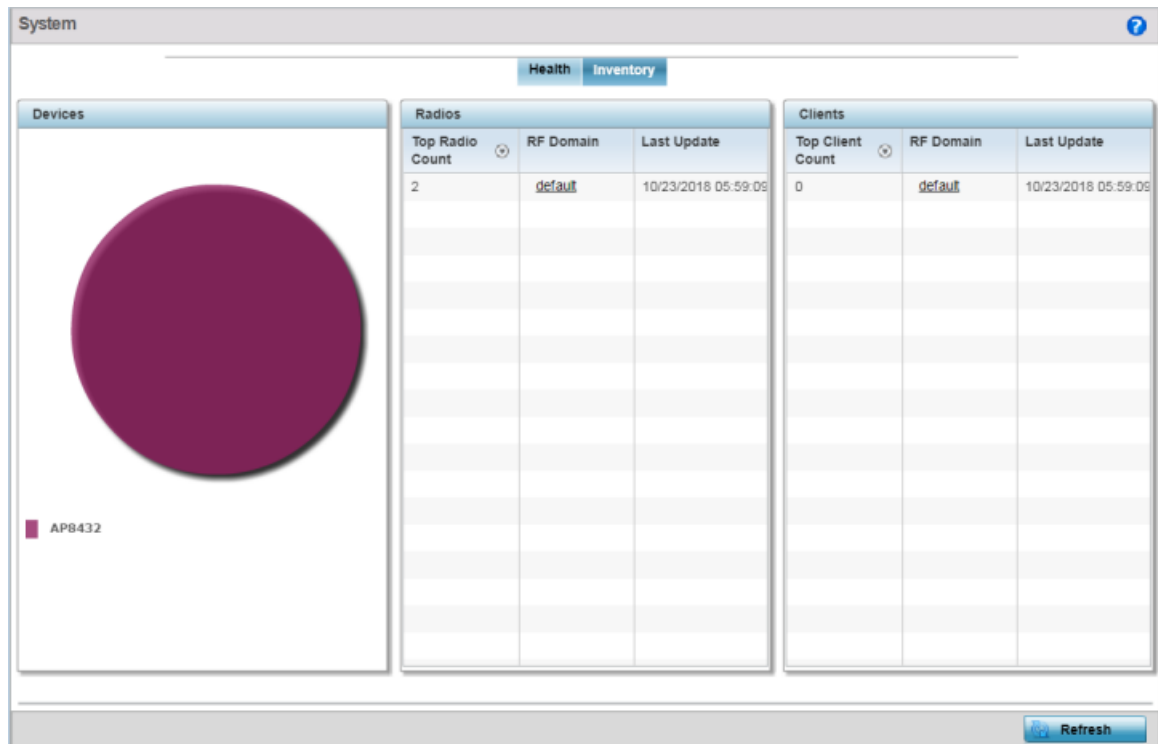 System
Health Inventory
Devices
AP8432
Radios
Top Radio Count RF Domain Last Update
2 default 10/23/2018 05:59:09
Clients
Top Client Count RF Domain Last Update
0 default 10/23/2018 05:59:09
Refresh